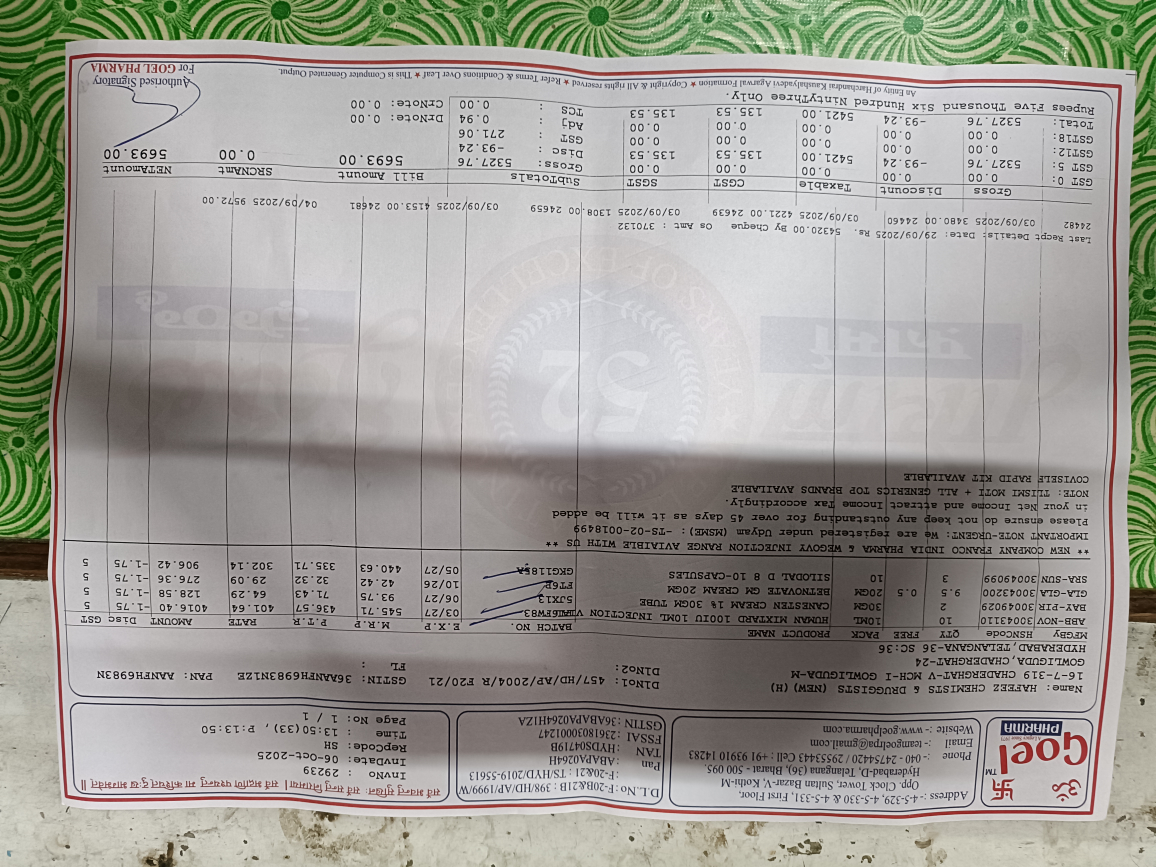 Goel
TM
PHARMA
A Legacy Since 1973
Address :- 4-5-329, 4-5-330 & 4-5-331, First Floor,
Opp. Clock Tower, Sultan Bazar-V, M-Kothi,
Hyderabad-D, Telangana (36), Bharat - 500 095.
Phone :- 040 - 24754420 / 29553443 Cell : +91 93910 14283
Email :- teamgoelpro@gmail.com
Website :- www.goelpharma.com
D.L.No : F-20B&21B : 398/HD/AP/1999/W
:F-20&21 : TS/HYD/2019-55615
Pan : ABAPA0264H
TAN : HYDS04719B
FSSAI : 23618030001247
GSTIN : 36ABAPA0264H1ZA
InvNo : 29239
InvDate : 06-Oct-2025
RepCode: SH
Time : 13:50(33), P:13:50
Page No: 1 / 1
Name: HAFEEZ CHEMISTS & DRUGGISTS (NEW) (H)
7-16-319 CHADERGHAT-V MCH-I GOWLIGUDA-M
GOWLIGUDA, CHADERGHAT-24
HYDERABAD, TELANGANA-36 SC:36
DlNo1: 457/HD/AP/2004/R /F20 21/20
DlNo2:
GSTIN: 36AANFH6983N1ZE PAN: AANFH6983N
FL :
MFGBy HSNCode QTY FREE PACK PRODUCT NAME BATCH NO. E.X.P M.R.P P.T.R RATE AMOUNT Disc GST
ABB-NOV 30043110 10 10ML HUMAN MIXTARD 100IU 10ML INJECTION 03/27 545.71 436.57 401.64 4016.40 -1.75 5
BAY-PIR 30049029 2 30GM CANESTEN CREAM 1% 30GM TUBE 5JX13 06/27 93.75 71.43 64.29 128.58 -1.75 5
GLA-GLA 30043200 9.5 0.5 20GM BETNOVATE GM CREAM 20GM FT6P 10/26 42.42 32.32 29.09 276.36 -1.75 5
SRA-SUN 30049099 3 10 SILODAL D 8 10-CAPSULES GKG1185A 05/27 440.63 335.71 302.14 906.42 -1.75 5
** NEW COMPANY FRANCO INDIA PHARMA & WEGOVY INJECTION RANGE AVAIABLE WITH US **
IMPORTANT NOTE-URGENT: We are registered under Udyam (MSME) : -TS-02-0018499
Please ensure do not keep any outstanding for over 45 days as it will be added
in your Net Income and attract Income Tax accordingly.
NOTE: TLISMI MOTI + ALL GENERICS TOP BRANDS AVAILABLE
COVISELF RAPID KIT AVAILABLE
52
YEARS OF EXCELLENCE
Last Recpt Details: Date: 29/09/2025 Rs. 54320.00 By Cheque Os Amt : 370132
24482 03/09/2025 3480.00 24460 03/09/2025 4221.00 24639 03/09/2025 1308.00 24659 03/09/2025 4153.00 24681 04/09/2025 9572.00
Gross Discount Taxable CGST SGST SubTotals Bill Amount SRCNAmt NETAmount
GST 0: 0.00 0.00 0.00 0.00 0.00 Gross: 5327.76 5693.00 0.00 5693.00
GST 5: 5327.76 -93.24 5421.00 135.53 135.53 Disc : -93.24
GST12: 0.00 0.00 0.00 0.00 0.00 GST : 271.06
GST18: 0.00 0.00 0.00 0.00 0.00 Adj : 0.94 DrNote: 0.00
Total: 5327.76 -93.24 5421.00 135.53 135.53 TCS : 0.00 CrNote: 0.00
Rupees Five Thousand Six Hundred NintyThree Only.
For GOEL PHARMA
Authorised Signatory
An Entity of Harcharandai Kaushalyadevi Agarwal Formation ★ Copyright & All rights reserved ★ Refer Terms & Conditions Over Leaf ★ This is Computer Generated Output.